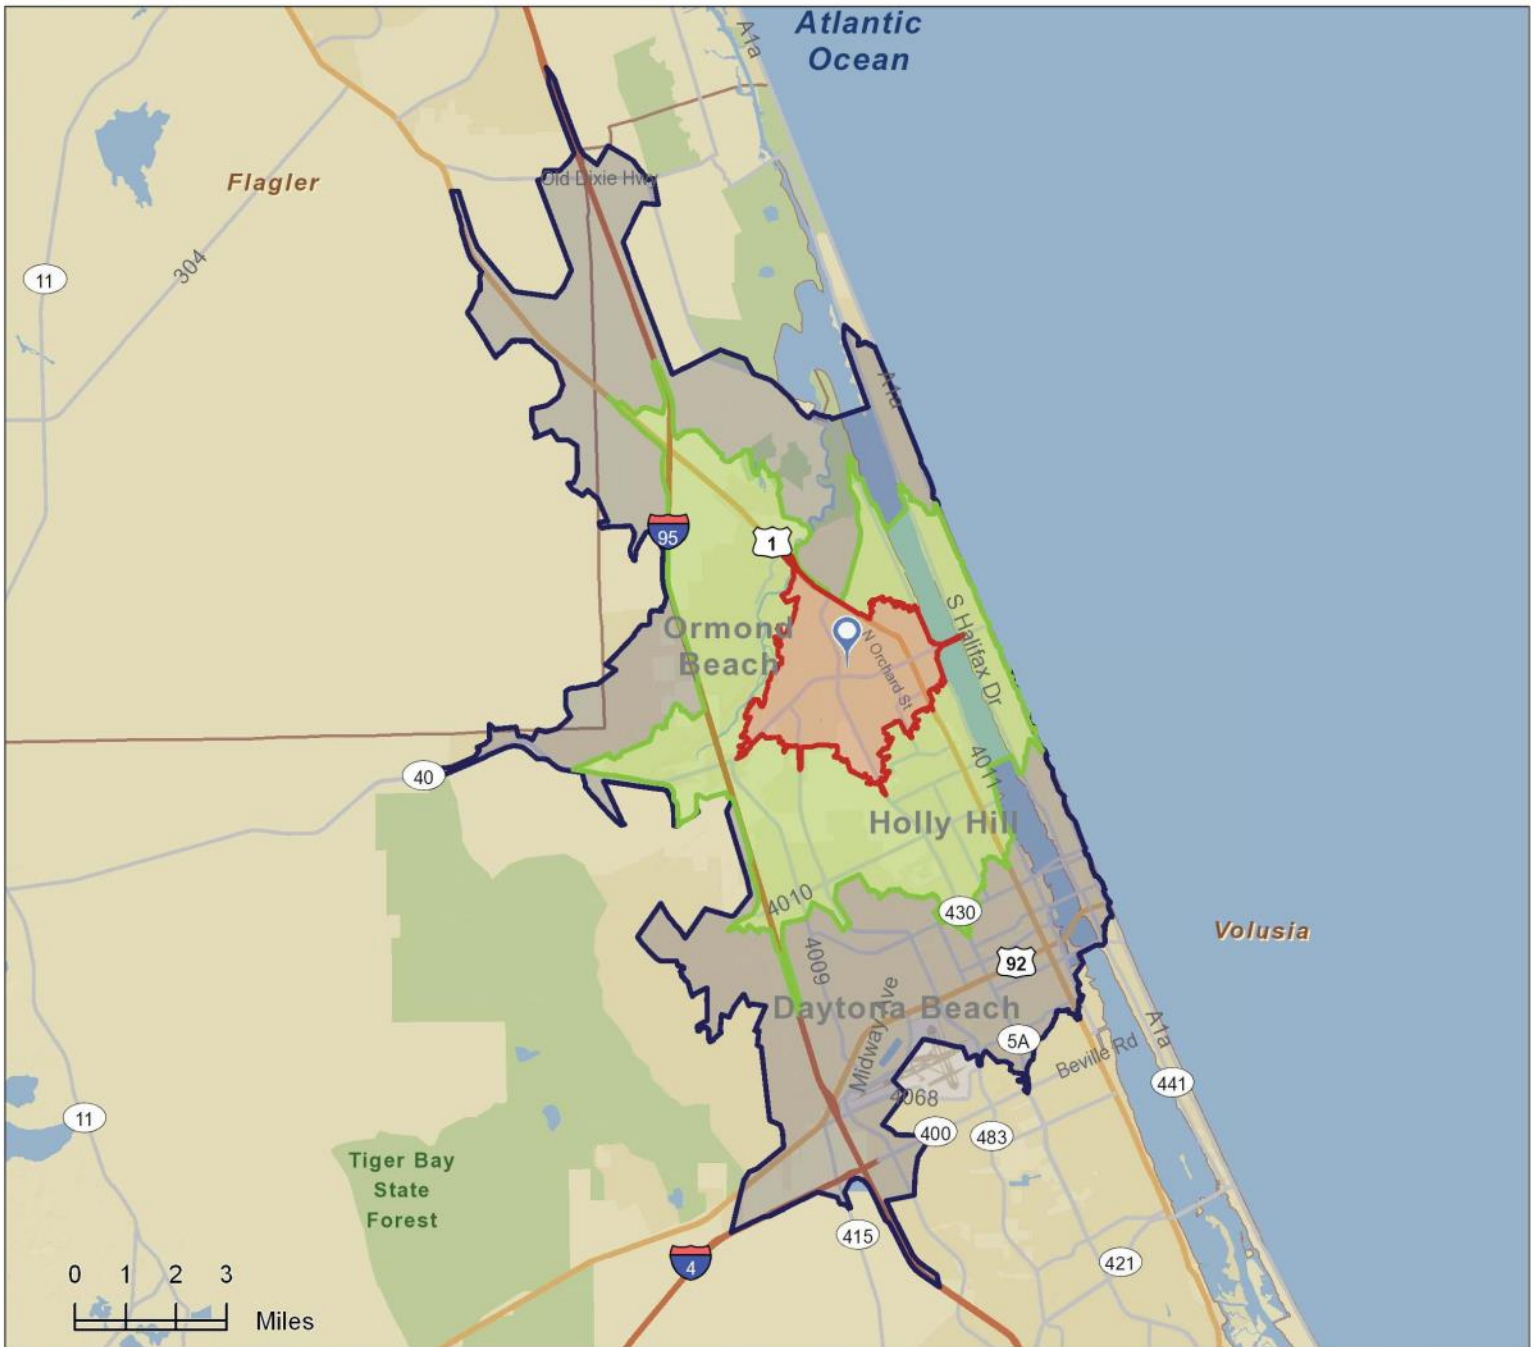 Atlantic
Ocean
A1a
Flagler
Old Dixie Hwy
11
304
A1a
95
1
S Halifax Dr
Ormond
Beach
N Orchard St
40
4011
Holly Hill
4010
430
Volusia
4009
92
Daytona Beach
Midway Ave
5A
A1a
Beville Rd
441
4068
11
400
483
Tiger Bay
State
Forest
415
4
421
0 1 2 3
Miles